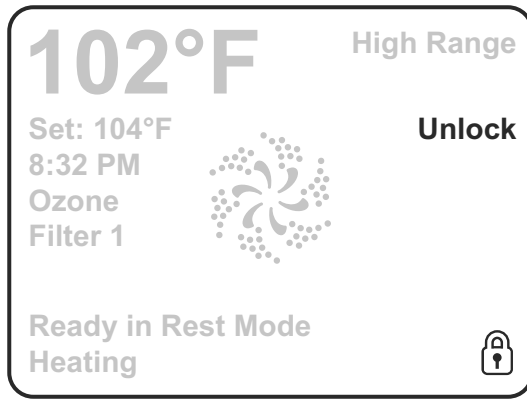 102°F
High Range
Set: 104°F
Unlock
8:32 PM
Ozone
Filter 1
Ready in Rest Mode
Heating